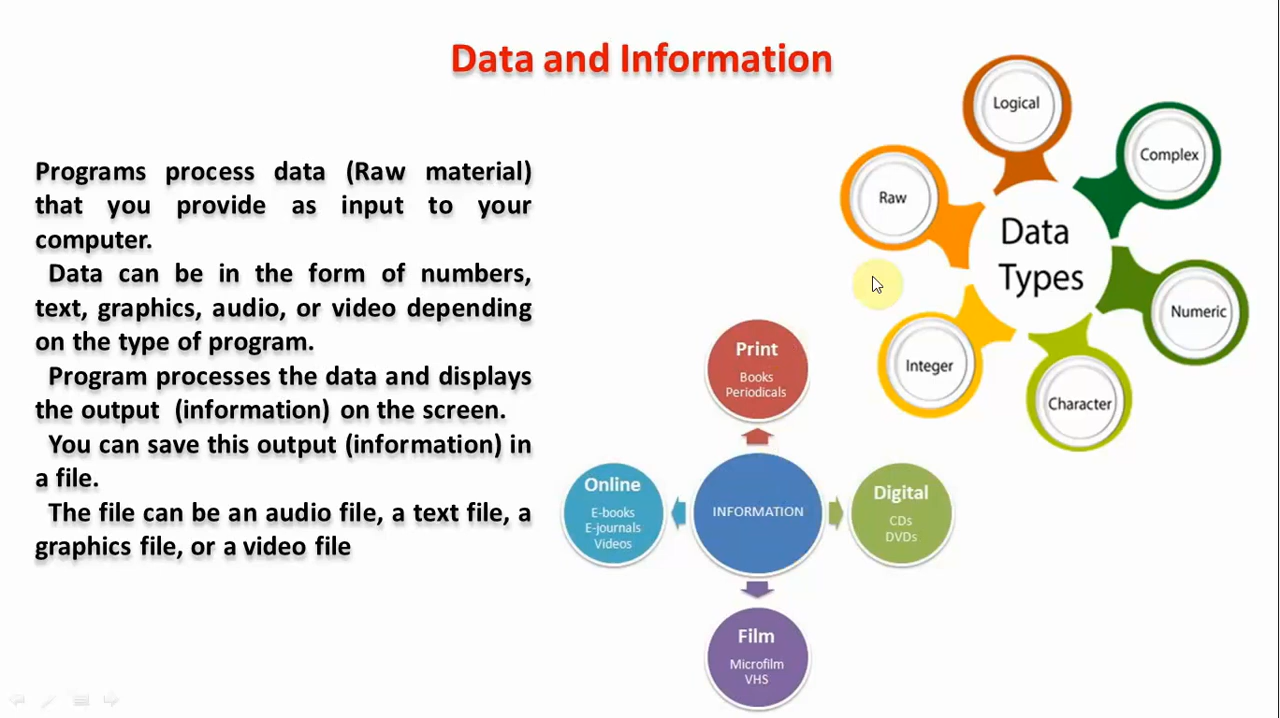 Data and Information
Programs process data (Raw material)
that you provide as input to your
computer.
Data can be in the form of numbers,
text, graphics, audio, or video depending
on the type of program.
Program processes the data and displays
the output (information) on the screen.
You can save this output (information) in
a file.
The file can be an audio file, a text file, a
graphics file, or a video file
Logical
Complex
Raw
Data
Types
Numeric
Integer
Character
Print
Books
Periodicals
Online
E-books
E-journals
Videos
INFORMATION
Digital
CDs
DVDs
Film
Microfilm
VHS